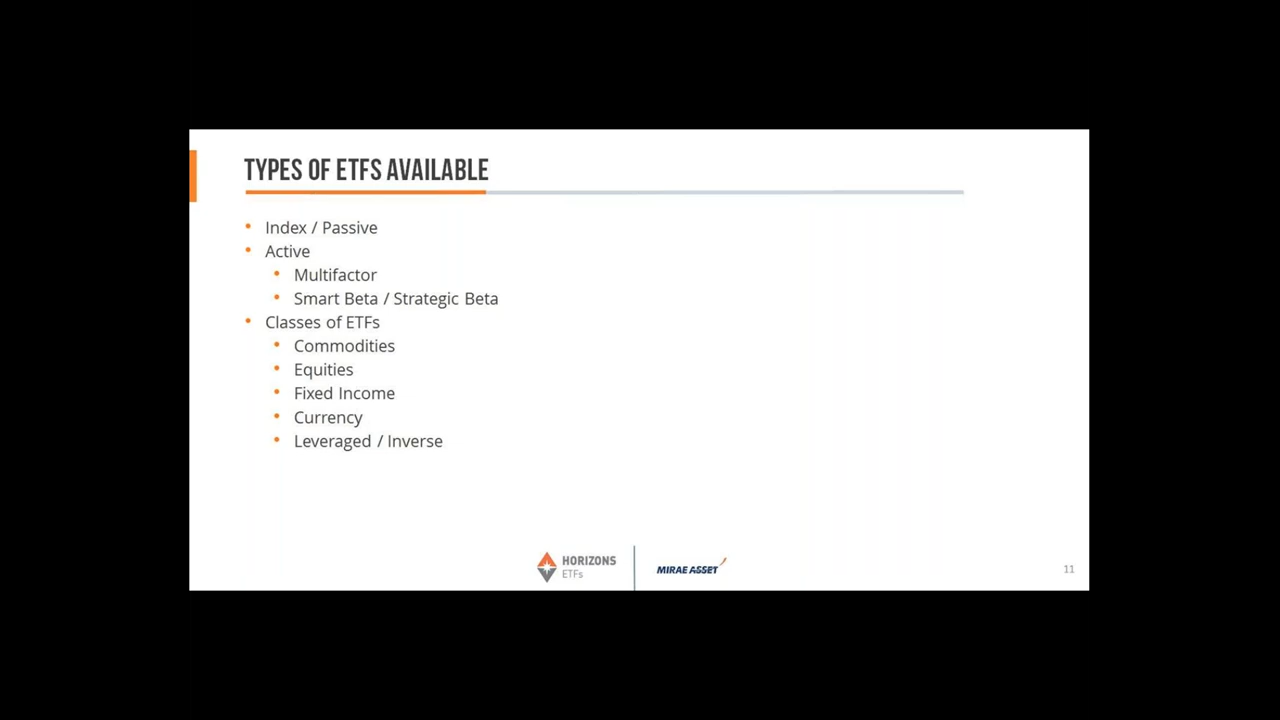 TYPES OF ETFS AVAILABLE
• Index / Passive
• Active
• Multifactor
• Smart Beta / Strategic Beta
• Classes of ETFs
• Commodities
• Equities
• Fixed Income
• Currency
• Leveraged / Inverse
HORIZONS
ETFs
MIRAE ASSET
11